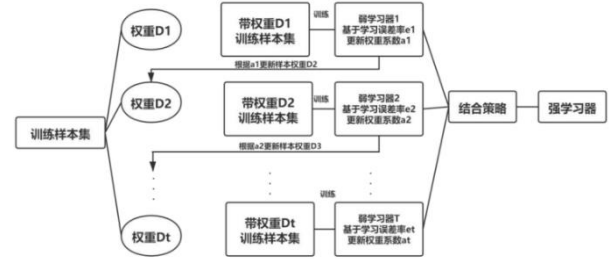 权重D1
带权重D1
训练样本集
训练
弱学习器1
基于学习误差率e1
更新权重系数a1
根据a1更新样本权重D2
权重D2
带权重D2
训练样本集
训练
弱学习器2
基于学习误差率e2
更新权重系数a2
结合策略
强学习器
训练样本集
根据a2更新样本权重D3
训练
权重Dt
带权重Dt
训练样本集
弱学习器T
基于学习误差率et
更新权重系数at